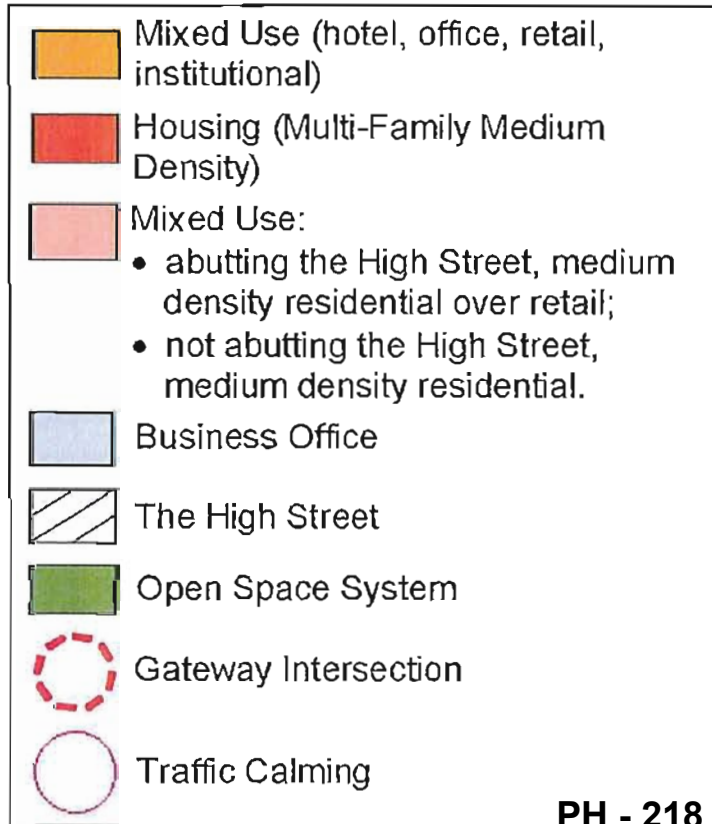 Mixed Use (hotel, office, retail,
institutional)
Housing (Multi-Family Medium
Density)
Mixed Use:
• abutting the High Street, medium
density residential over retail;
• not abutting the High Street,
medium density residential.
Business Office
The High Street
Open Space System
Gateway Intersection
Traffic Calming
PH - 218